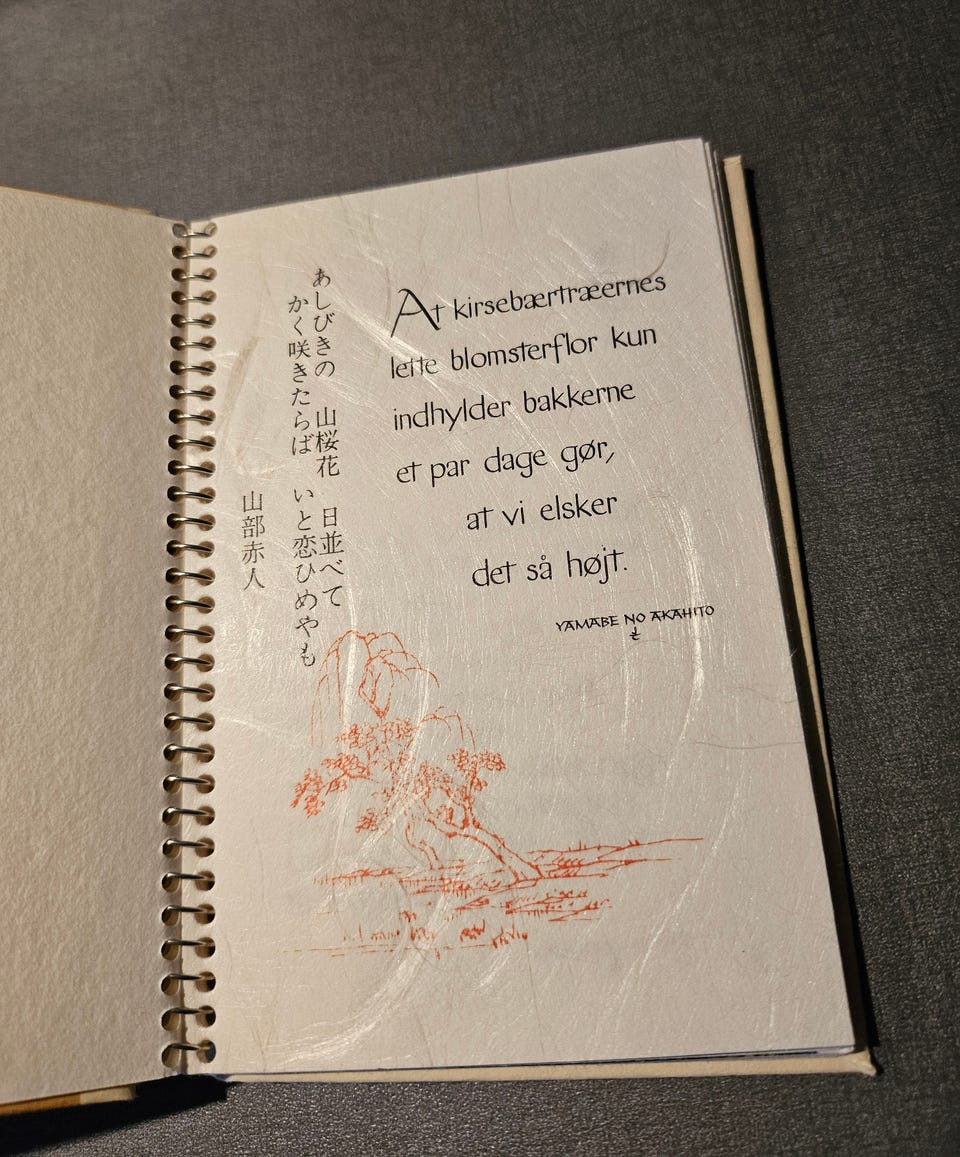 あしびきの 山桜花 日並べて
かく咲きたらば いと恋ひめやも
山部赤人
At kirsebærtræernes
lette blomsterflor kun
indhylder bakkerne
et par dage gør,
at vi elsker
det så højt.
YAMABE NO AKAHITO